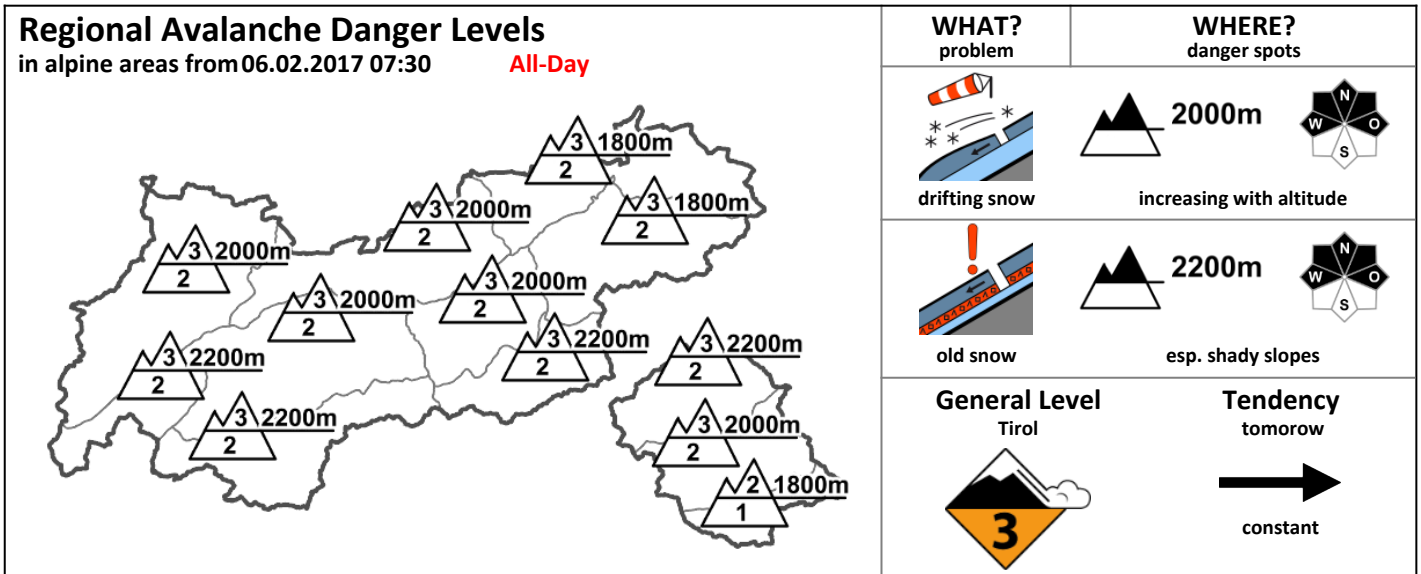 Regional Avalanche Danger Levels
in alpine areas from 06.02.2017 07:30 All-Day
3 1800m
2
3 1800m
2
3 2000m
2
3 2000m
2
3 2000m
2
3 2000m
2
3 2200m
2
3 2200m
2
3 2200m
2
3 2200m
2
3 2000m
2
2 1800m
1
WHAT?
problem
WHERE?
danger spots
2000m
N
W O
S
drifting snow
increasing with altitude
2200m
N
W O
S
old snow
esp. shady slopes
General Level
Tirol
3
Tendency
tomorow
constant